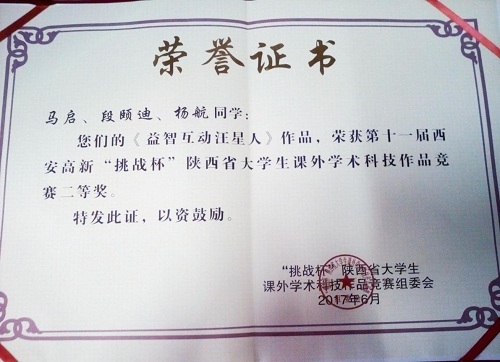 荣誉证书
马启、段颐迪、杨航同学：
您们的《益智互动汪星人》作品，荣获第十一届西
安高新“挑战杯”陕西省大学生课外学术科技作品竞
赛二等奖。
特发此证，以资鼓励。
“挑战杯”陕西省大学生
课外学术科技作品竞赛组委会
2017年6月